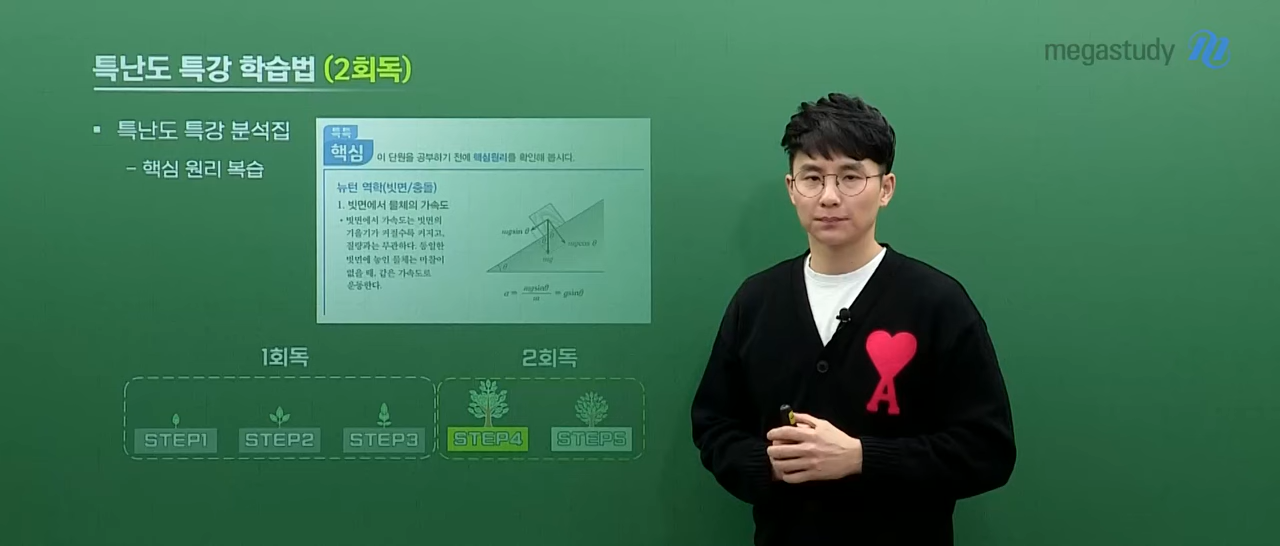 특난도 특강 학습법 (2회독)
megastudy
▪ 특난도 특강 분석집
– 핵심 원리 복습
특특
핵심 이 단원을 공부하기 전에 핵심원리를 확인해 봅시다.
뉴턴 역학(빗면/충돌)
1. 빗면에서 물체의 가속도
• 빗면에서 가속도는 빗면의
기울기가 커질수록 커지고,
질량과는 무관하다. 동일한
빗면에 놓인 물체는 마찰이
없을 때, 같은 가속도로
운동한다.
mgsin θ
mgcos θ
mg
θ
a = mgsinθ/m = gsinθ
1회독
2회독
STEP1 STEP2 STEP3 STEP4 STEP5
A